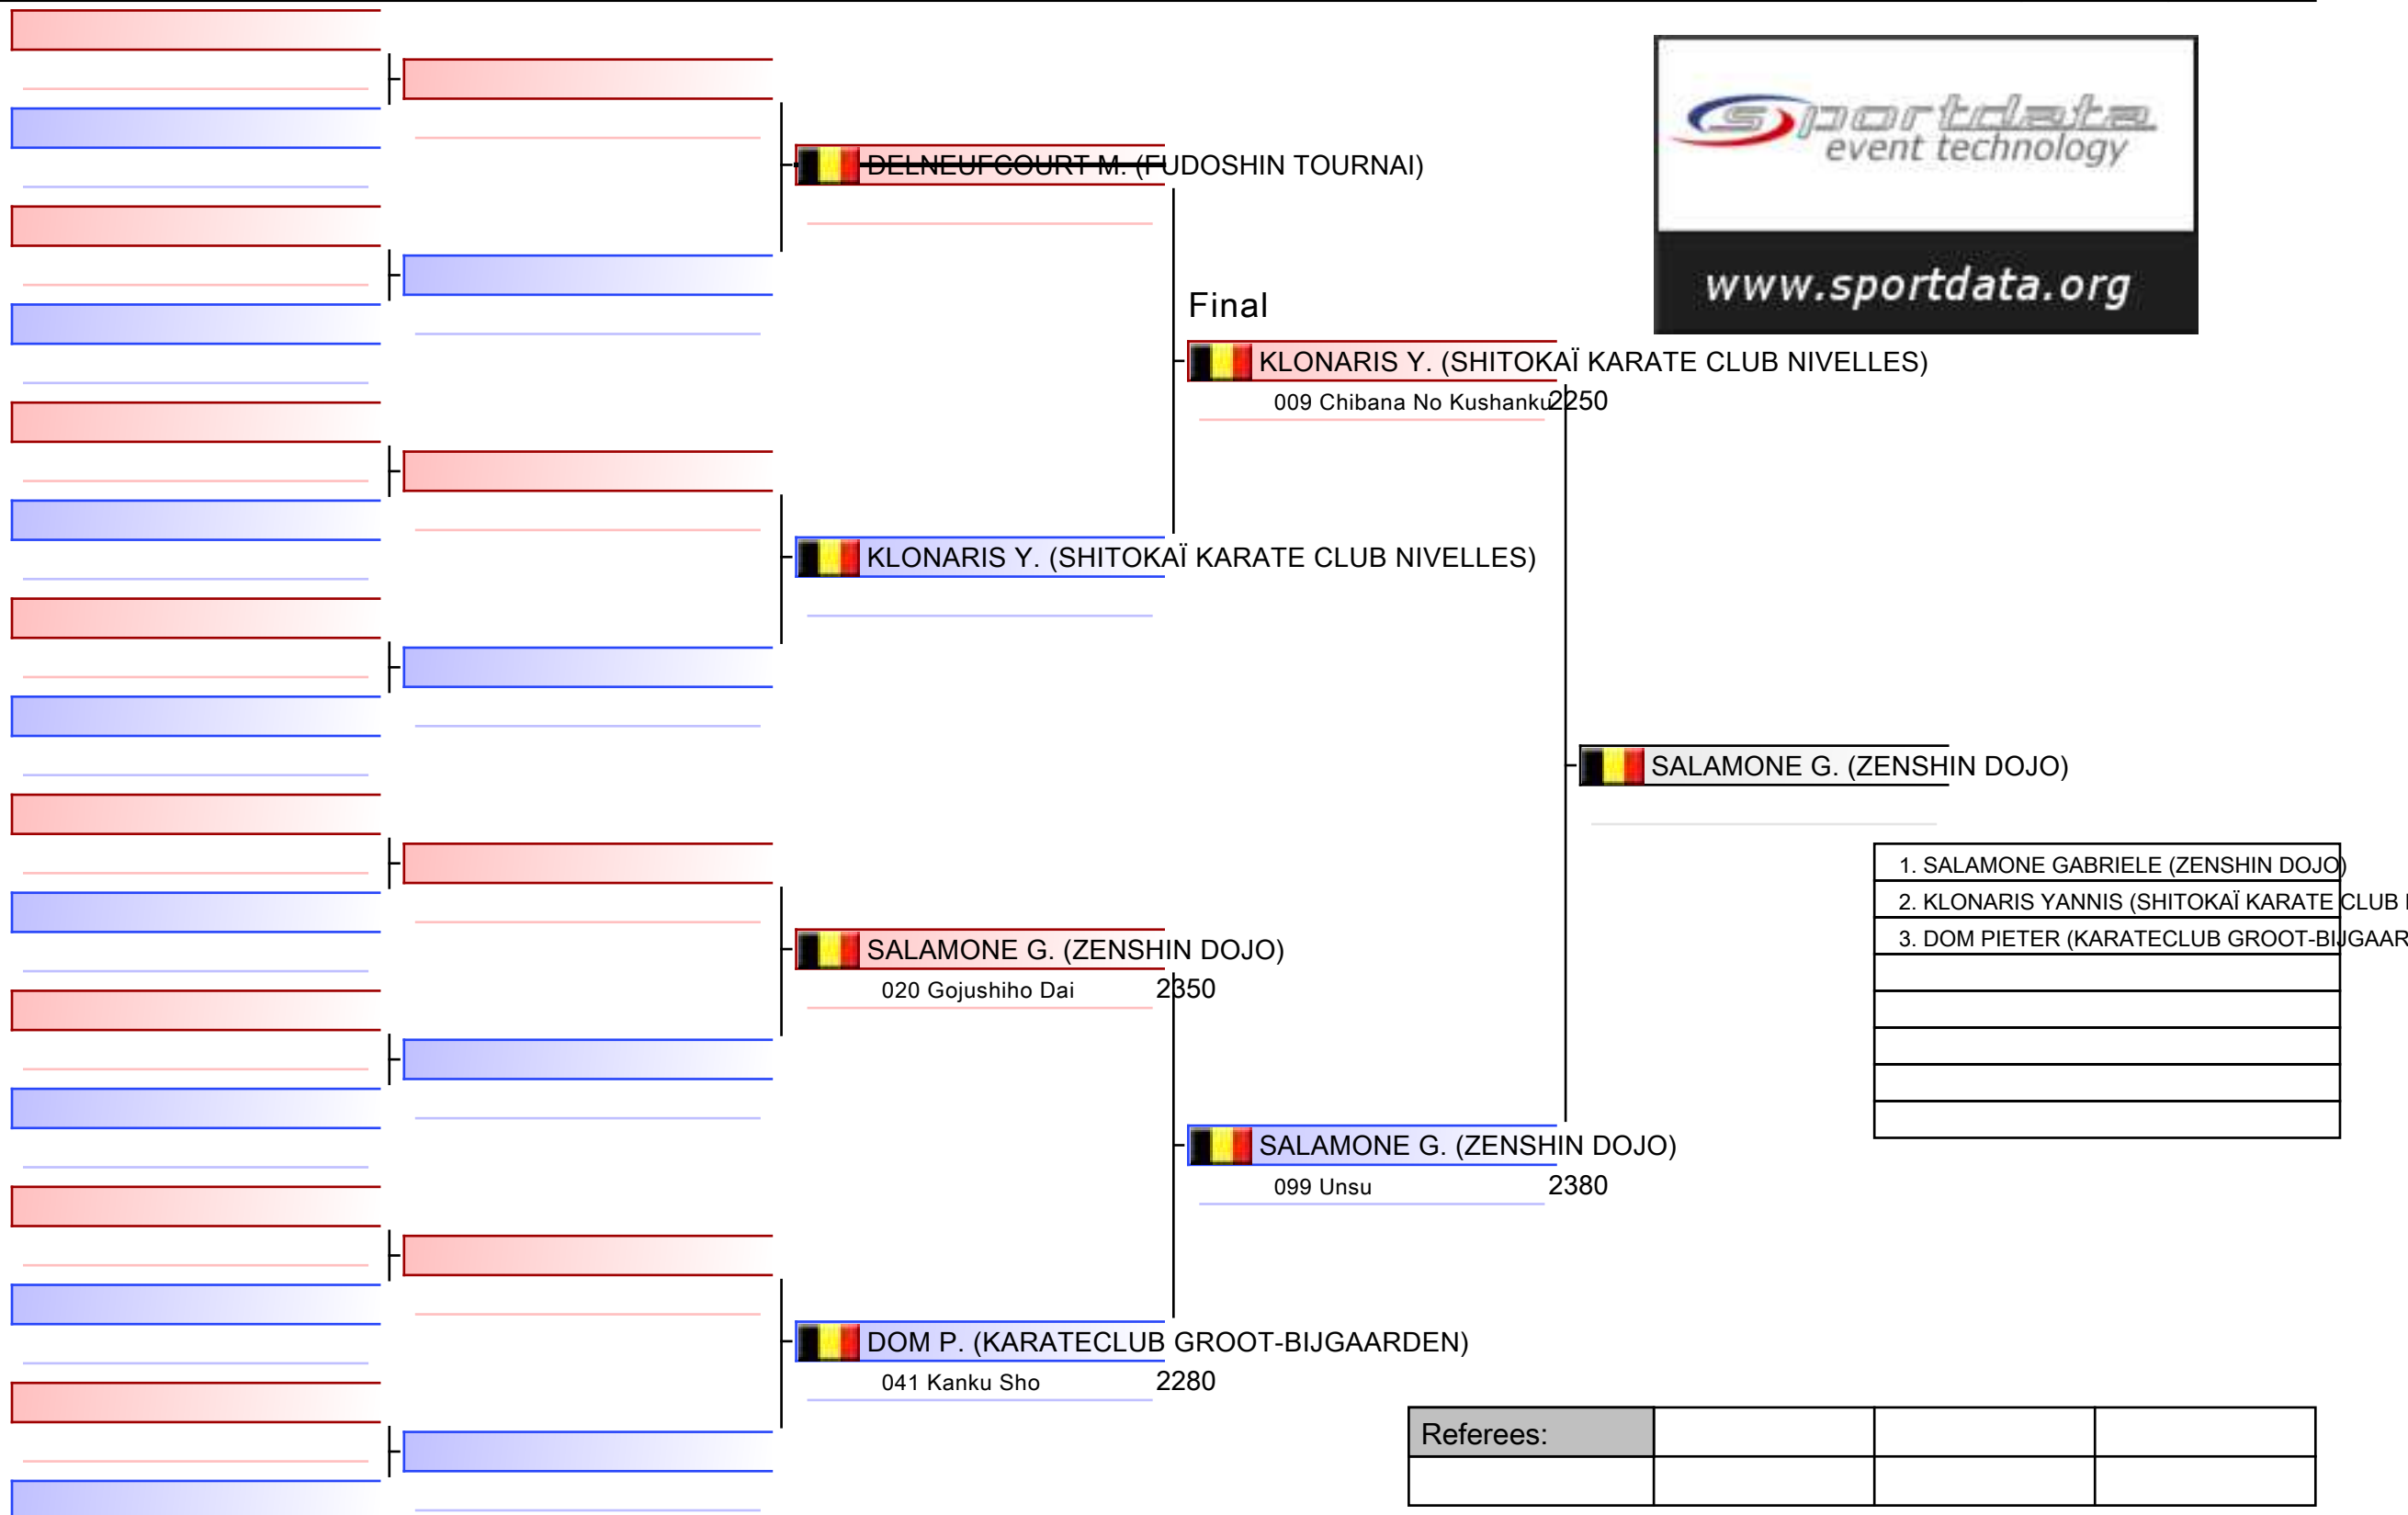 sportdata
event technology
www.sportdata.org
DELNEUFCOURT M. (FUDOSHIN TOURNAI)
Final
KLONARIS Y. (SHITOKAÏ KARATE CLUB NIVELLES)
009 Chibana No Kushanku 2250
KLONARIS Y. (SHITOKAÏ KARATE CLUB NIVELLES)
SALAMONE G. (ZENSHIN DOJO)
1. SALAMONE GABRIELE (ZENSHIN DOJO)
2. KLONARIS YANNIS (SHITOKAÏ KARATE CLUB
3. DOM PIETER (KARATECLUB GROOT-BIJGAAR
SALAMONE G. (ZENSHIN DOJO)
020 Gojushiho Dai 2350
SALAMONE G. (ZENSHIN DOJO)
099 Unsu 2380
DOM P. (KARATECLUB GROOT-BIJGAARDEN)
041 Kanku Sho 2280
Referees: